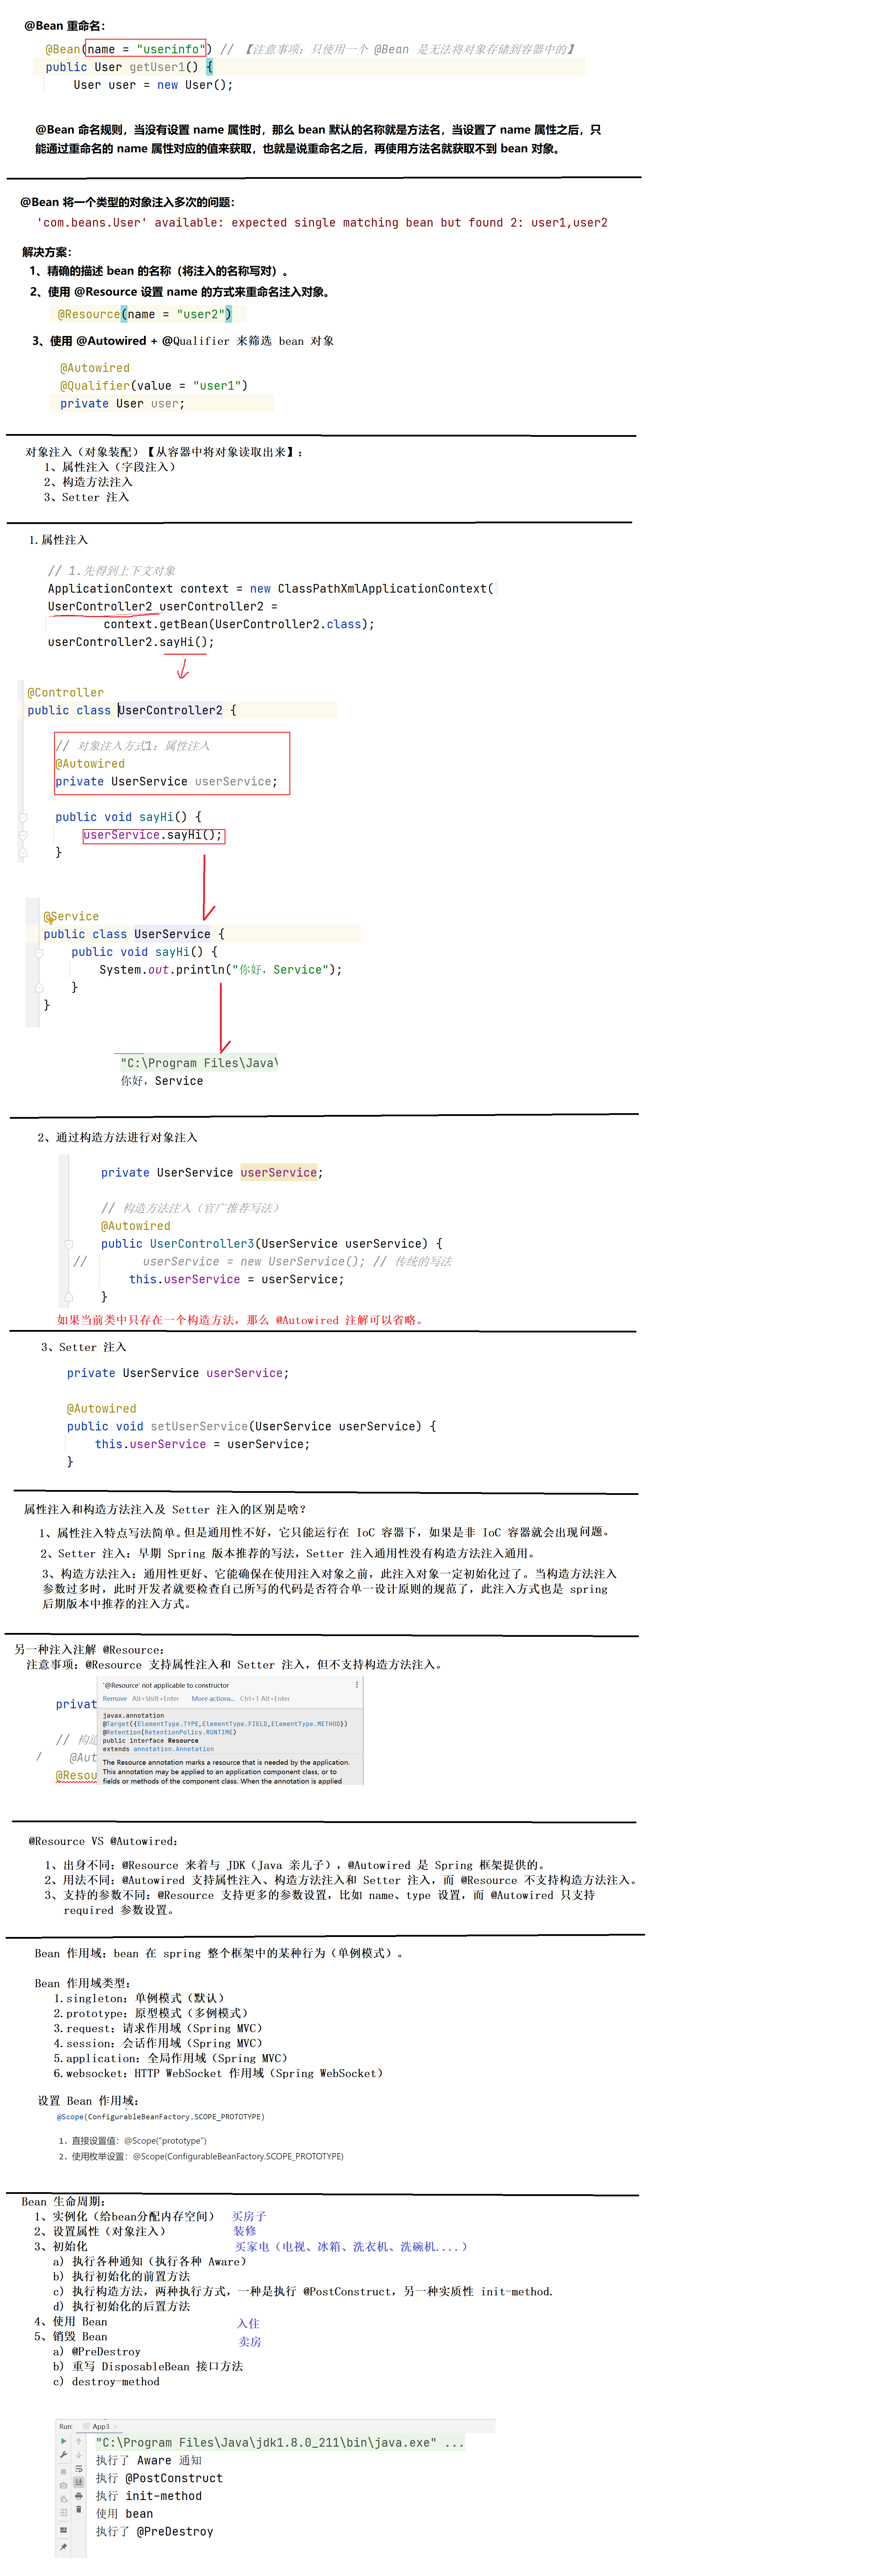 @Bean 重命名：
@Bean(name = "userinfo") // 【注意事项：只使用一个 @Bean 是无法将对象存储到容器中的】
public User getUser1() {
User user = new User();
@Bean 命名规则，当没有设置 name 属性时，那么 bean 默认的名称就是方法名，当设置了 name 属性之后，只
能通过重命名的 name 属性对应的值来获取，也就是说重命名之后，再使用方法名就获取不到 bean 对象。
@Bean 将一个类型的对象注入多次的问题：
'com.beans.User' available: expected single matching bean but found 2: user1,user2
解决方案：
1、精确的描述 bean 的名称（将注入的名称写对）。
2、使用 @Resource 设置 name 的方式来重命名注入对象。
@Resource(name = "user2")
3、使用 @Autowired + @Qualifier 来筛选 bean 对象
@Autowired
@Qualifier(value = "user1")
private User user;
对象注入（对象装配）【从容器中将对象读取出来】：
1、属性注入（字段注入）
2、构造方法注入
3、Setter 注入
1.属性注入
// 1.先得到上下文对象
ApplicationContext context = new ClassPathXmlApplicationContext(
UserController2 userController2 =
context.getBean(UserController2.class);
userController2.sayHi();
@Controller
public class UserController2 {
// 对象注入方式1：属性注入
@Autowired
private UserService userService;
public void sayHi() {
userService.sayHi();
}
@Service
public class UserService {
public void sayHi() {
System.out.println("你好，Service");
}
}
"C:\Program Files\Java\
你好，Service
2、通过构造方法进行对象注入
private UserService userService;
// 构造方法注入（官广推荐写法）
@Autowired
public UserController3(UserService userService) {
// userService = new UserService(); // 传统的写法
this.userService = userService;
}
如果当前类中只存在一个构造方法，那么 @Autowired 注解可以省略。
3、Setter 注入
private UserService userService;
@Autowired
public void setUserService(UserService userService) {
this.userService = userService;
}
属性注入和构造方法注入及 Setter 注入的区别是啥？
1、属性注入特点写法简单。但是通用性不好，它只能运行在 IoC 容器下，如果是非 IoC 容器就会出现问题。
2、Setter 注入：早期 Spring 版本推荐的写法，Setter 注入通用性没有构造方法注入通用。
3、构造方法注入：通用性更好、它能确保在使用注入对象之前，此注入对象一定初始化过了。当构造方法注入
参数过多时，此时开发者就要检查自己所写的代码是否符合单一设计原则的规范了，此注入方式也是 spring
后期版本中推荐的注入方式。
另一种注入注解 @Resource：
注意事项：@Resource 支持属性注入和 Setter 注入，但不支持构造方法注入。
'@Resource' not applicable to constructor
Remove Alt+Shift+Enter More actions... Ctrl+1 Alt+Enter
privat
javax.annotation
@Target({ElementType.TYPE,ElementType.FIELD,ElementType.METHOD})
@Retention(RetentionPolicy.RUNTIME)
public interface Resource
extends annotation.Annotation
// 构造
/ @Aut
@Resou
The Resource annotation marks a resource that is needed by the application.
This annotation may be applied to an application component class, or to
fields or methods of the component class. When the annotation is applied
@Resource VS @Autowired：
1、出身不同：@Resource 来着与 JDK（Java 亲儿子），@Autowired 是 Spring 框架提供的。
2、用法不同：@Autowired 支持属性注入、构造方法注入和 Setter 注入，而 @Resource 不支持构造方法注入。
3、支持的参数不同：@Resource 支持更多的参数设置，比如 name、type 设置，而 @Autowired 只支持
required 参数设置。
Bean 作用域：bean 在 spring 整个框架中的某种行为（单例模式）。
Bean 作用域类型：
1.singleton：单例模式（默认）
2.prototype：原型模式（多例模式）
3.request：请求作用域（Spring MVC）
4.session：会话作用域（Spring MVC）
5.application：全局作用域（Spring MVC）
6.websocket：HTTP WebSocket 作用域（Spring WebSocket）
设置 Bean 作用域：
@Scope(ConfigurableBeanFactory.SCOPE_PROTOTYPE)
1. 直接设置值：@Scope("prototype")
2. 使用枚举设置：@Scope(ConfigurableBeanFactory.SCOPE_PROTOTYPE)
Bean 生命周期：
1、实例化（给bean分配内存空间） 买房子
2、设置属性（对象注入） 装修
3、初始化 买家电（电视、冰箱、洗衣机、洗碗机....）
a) 执行各种通知（执行各种 Aware）
b) 执行初始化的前置方法
c) 执行构造方法，两种执行方式，一种是执行 @PostConstruct，另一种实质性 init-method.
d) 执行初始化的后置方法
4、使用 Bean 入住
5、销毁 Bean 卖房
a) @PreDestroy
b) 重写 DisposableBean 接口方法
c) destroy-method
Run: App3
"C:\Program Files\Java\jdk1.8.0_211\bin\java.exe" ...
执行了 Aware 通知
执行 @PostConstruct
执行 init-method
使用 bean
执行了 @PreDestroy